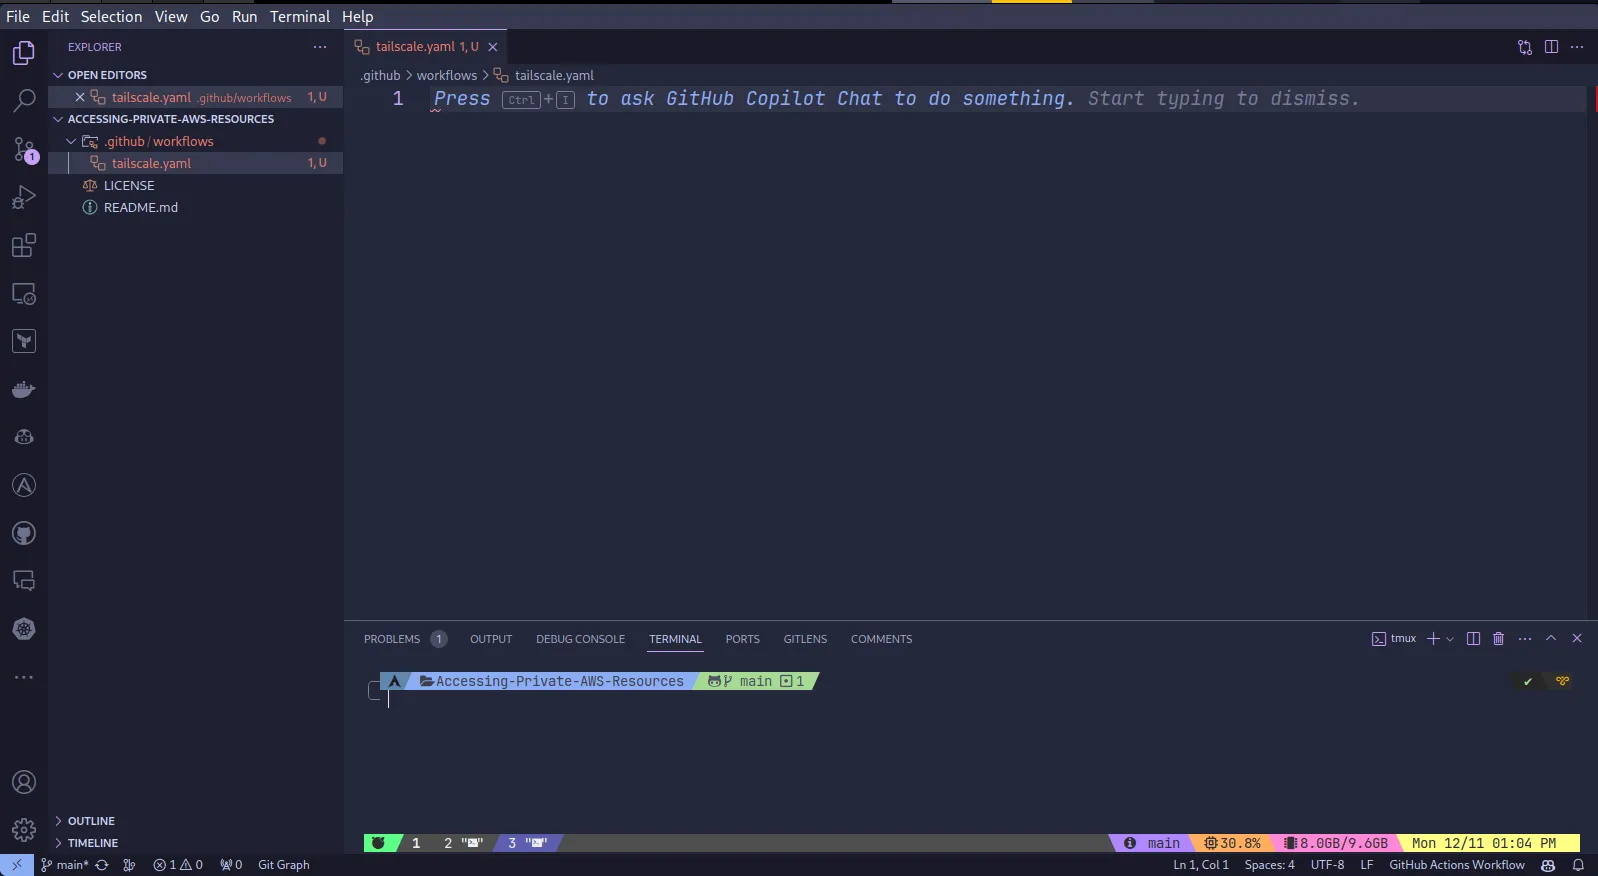 File Edit Selection View Go Run Terminal Help
EXPLORER
OPEN EDITORS
tailscale.yaml .github/workflows 1, U
ACCESSING-PRIVATE-AWS-RESOURCES
.github / workflows
tailscale.yaml 1, U
LICENSE
README.md
OUTLINE
TIMELINE
1
tailscale.yaml 1, U
.github > workflows > tailscale.yaml
1 Press Ctrl+I to ask GitHub Copilot Chat to do something. Start typing to dismiss.
PROBLEMS 1 OUTPUT DEBUG CONSOLE TERMINAL PORTS GITLENS COMMENTS
tmux
Accessing-Private-AWS-Resources main 1
1 2 "" 3 "" main 30.8% 8.0GB/9.6GB Mon 12/11 01:04 PM
main* 1 0 0 Git Graph Ln 1, Col 1 Spaces: 4 UTF-8 LF GitHub Actions Workflow